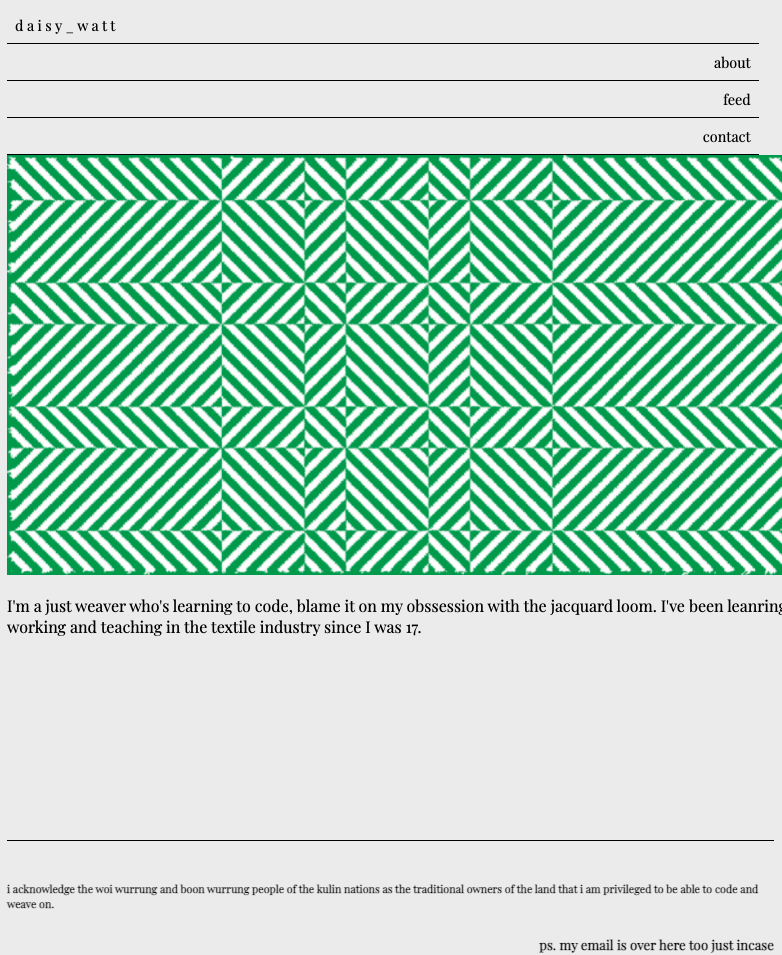 daisy_watt
about
feed
contact
I'm a just weaver who's learning to code, blame it on my obssession with the jacquard loom. I've been leanring
working and teaching in the textile industry since I was 17.
i acknowledge the woi wurrung and boon wurrung people of the kulin nations as the traditional owners of the land that i am privileged to be able to code and
weave on.
ps. my email is over here too just incase